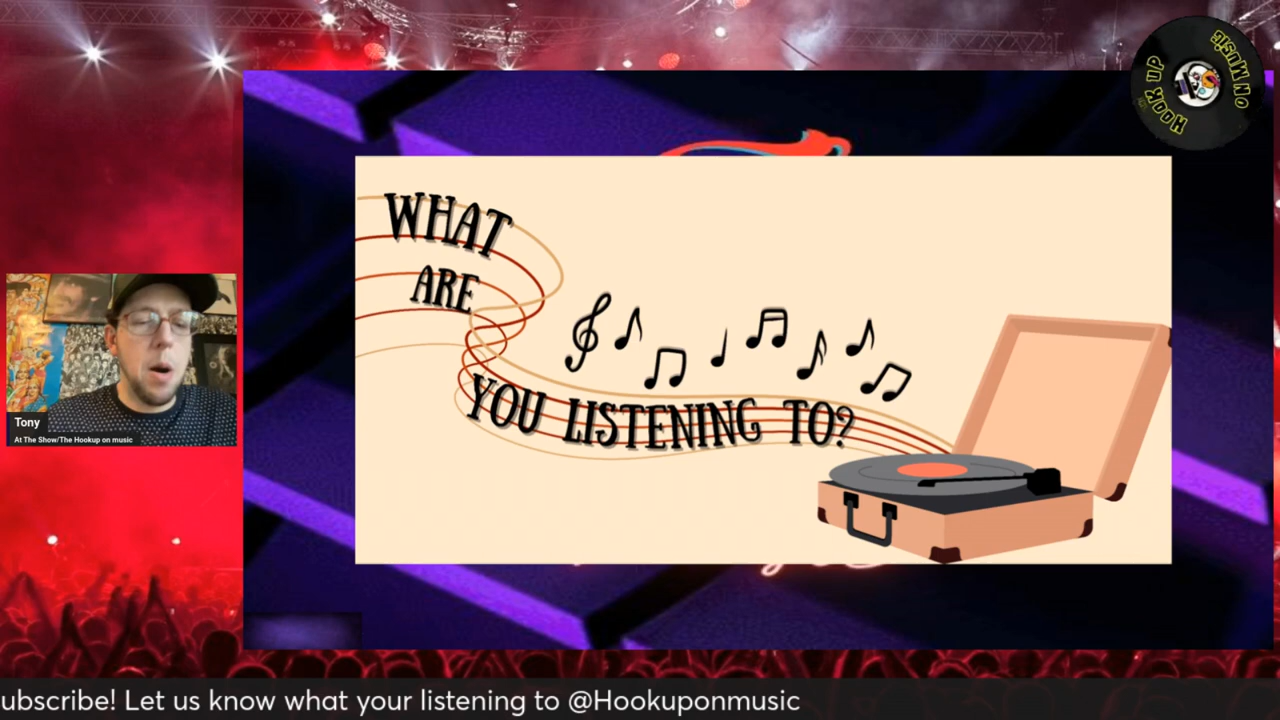 HOOK UP
ON MUSIC
WHAT
ARE
YOU LISTENING TO?
Tony
At The Show/The Hookup on music
ubscribe! Let us know what your listening to @Hookuponmusic